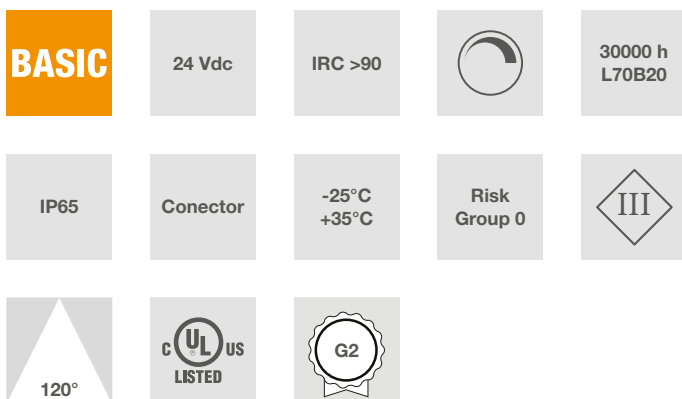 BASIC
24 Vdc
IRC >90
30000 h
L70B20
IP65
Conector
-25°C
+35°C
Risk
Group 0
III
120°
C UL US
®
LISTED
G2